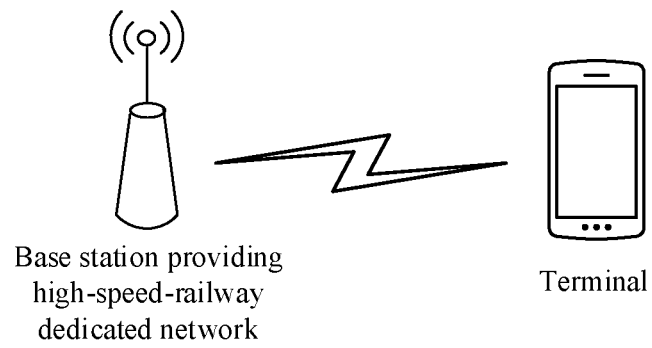 Base station providing
high-speed-railway
dedicated network
Terminal